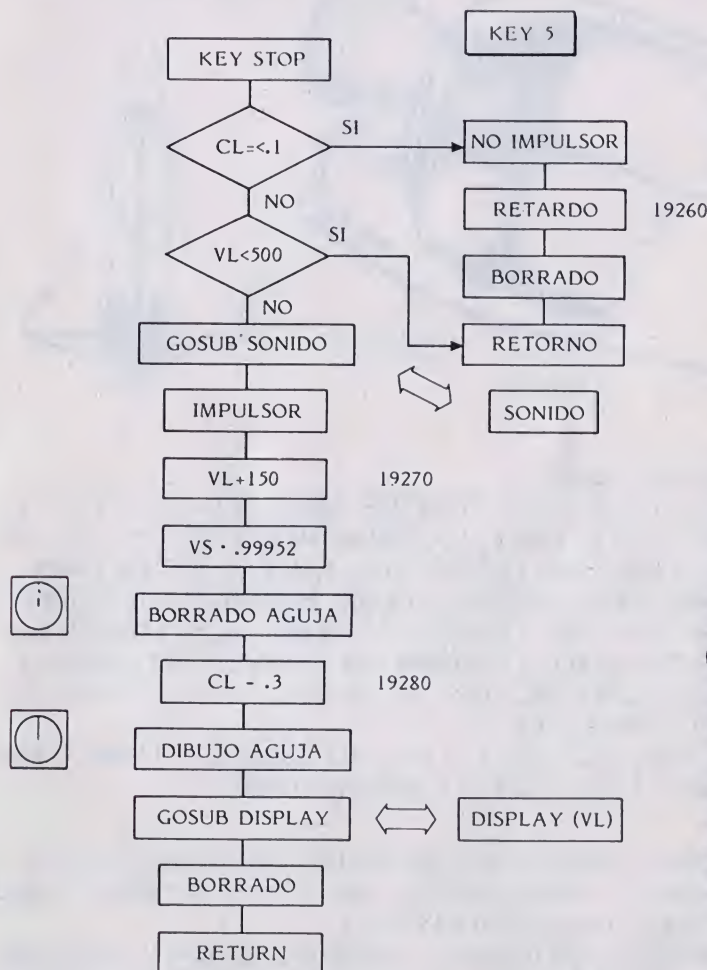 KEY 5
KEY STOP
CL=<.1
SI
NO IMPULSOR
NO
RETARDO
19260
VL<500
SI
BORRADO
NO
GOSUB SONIDO
RETORNO
IMPULSOR
SONIDO
VL+150
19270
VS · .99952
BORRADO AGUJA
CL - .3
19280
DIBUJO AGUJA
GOSUB DISPLAY
DISPLAY (VL)
BORRADO
RETURN